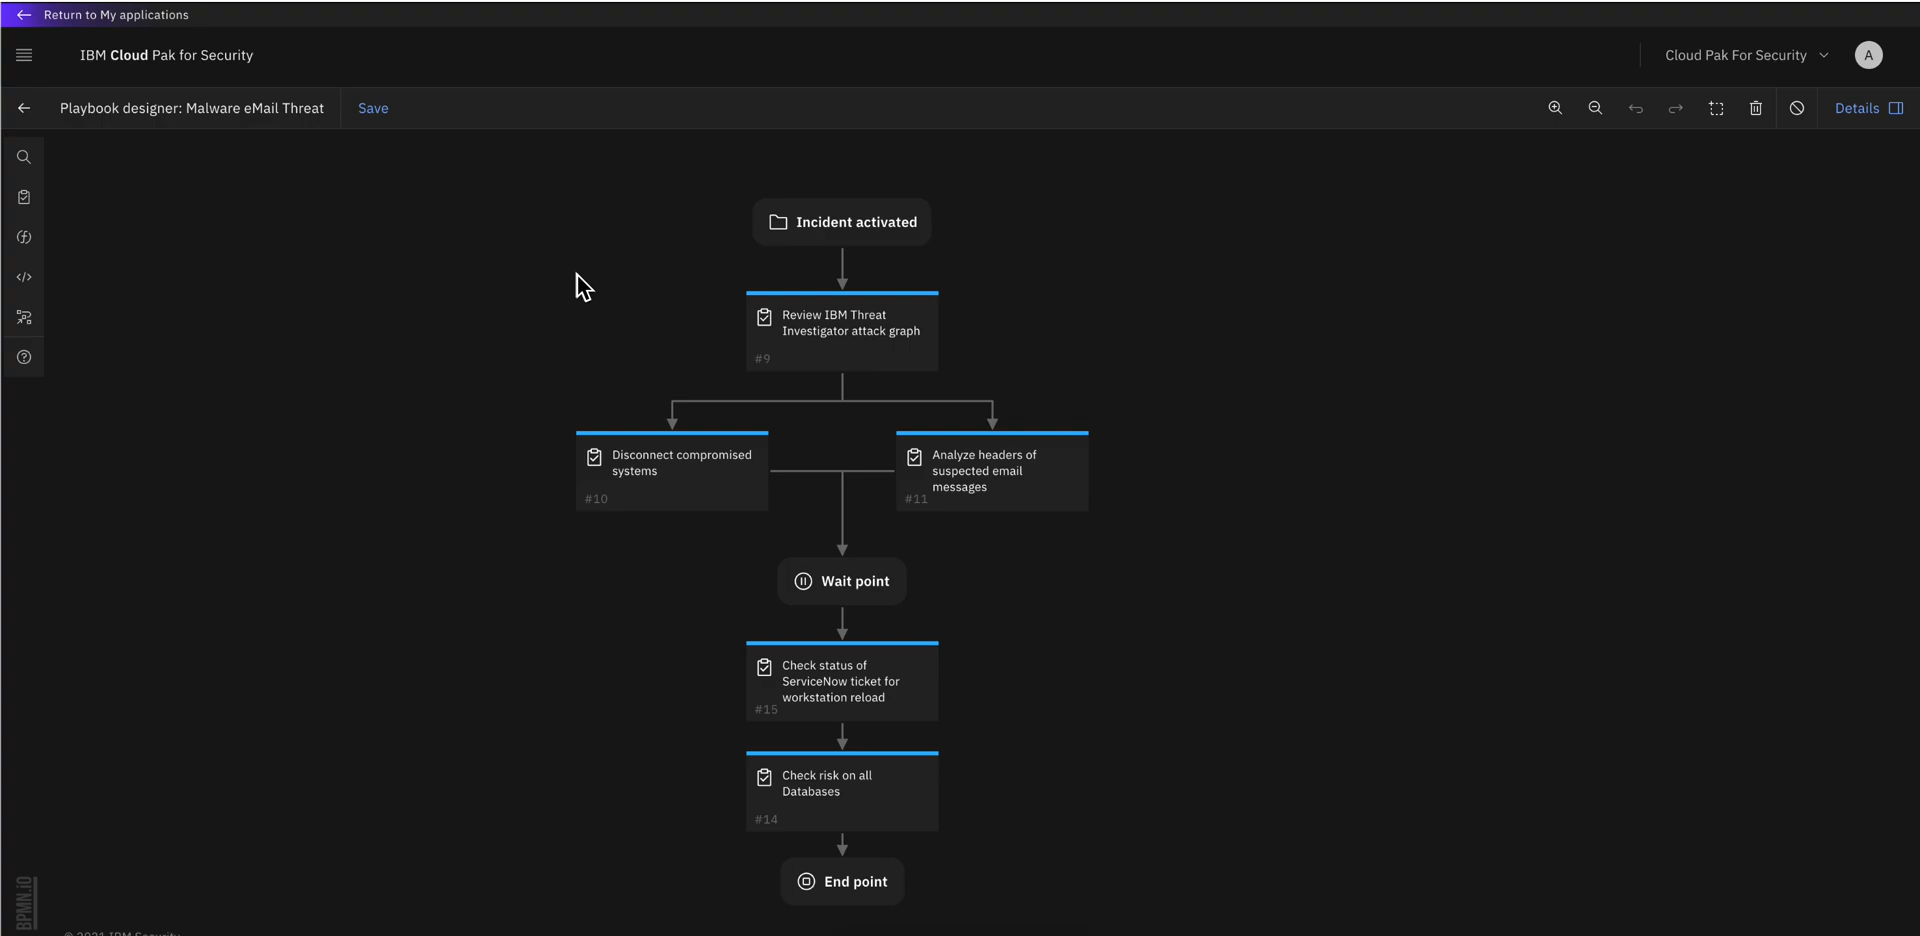 Return to My applications
IBM Cloud Pak for Security
Cloud Pak For Security
A
Playbook designer: Malware eMail Threat
Save
Details
Incident activated
Review IBM Threat
Investigator attack graph
#9
Disconnect compromised
systems
#10
Analyze headers of
suspected email
messages
#11
Wait point
Check status of
ServiceNow ticket for
workstation reload
#15
Check risk on all
Databases
#14
End point
BPMN.iO
© 2021 IBM Security